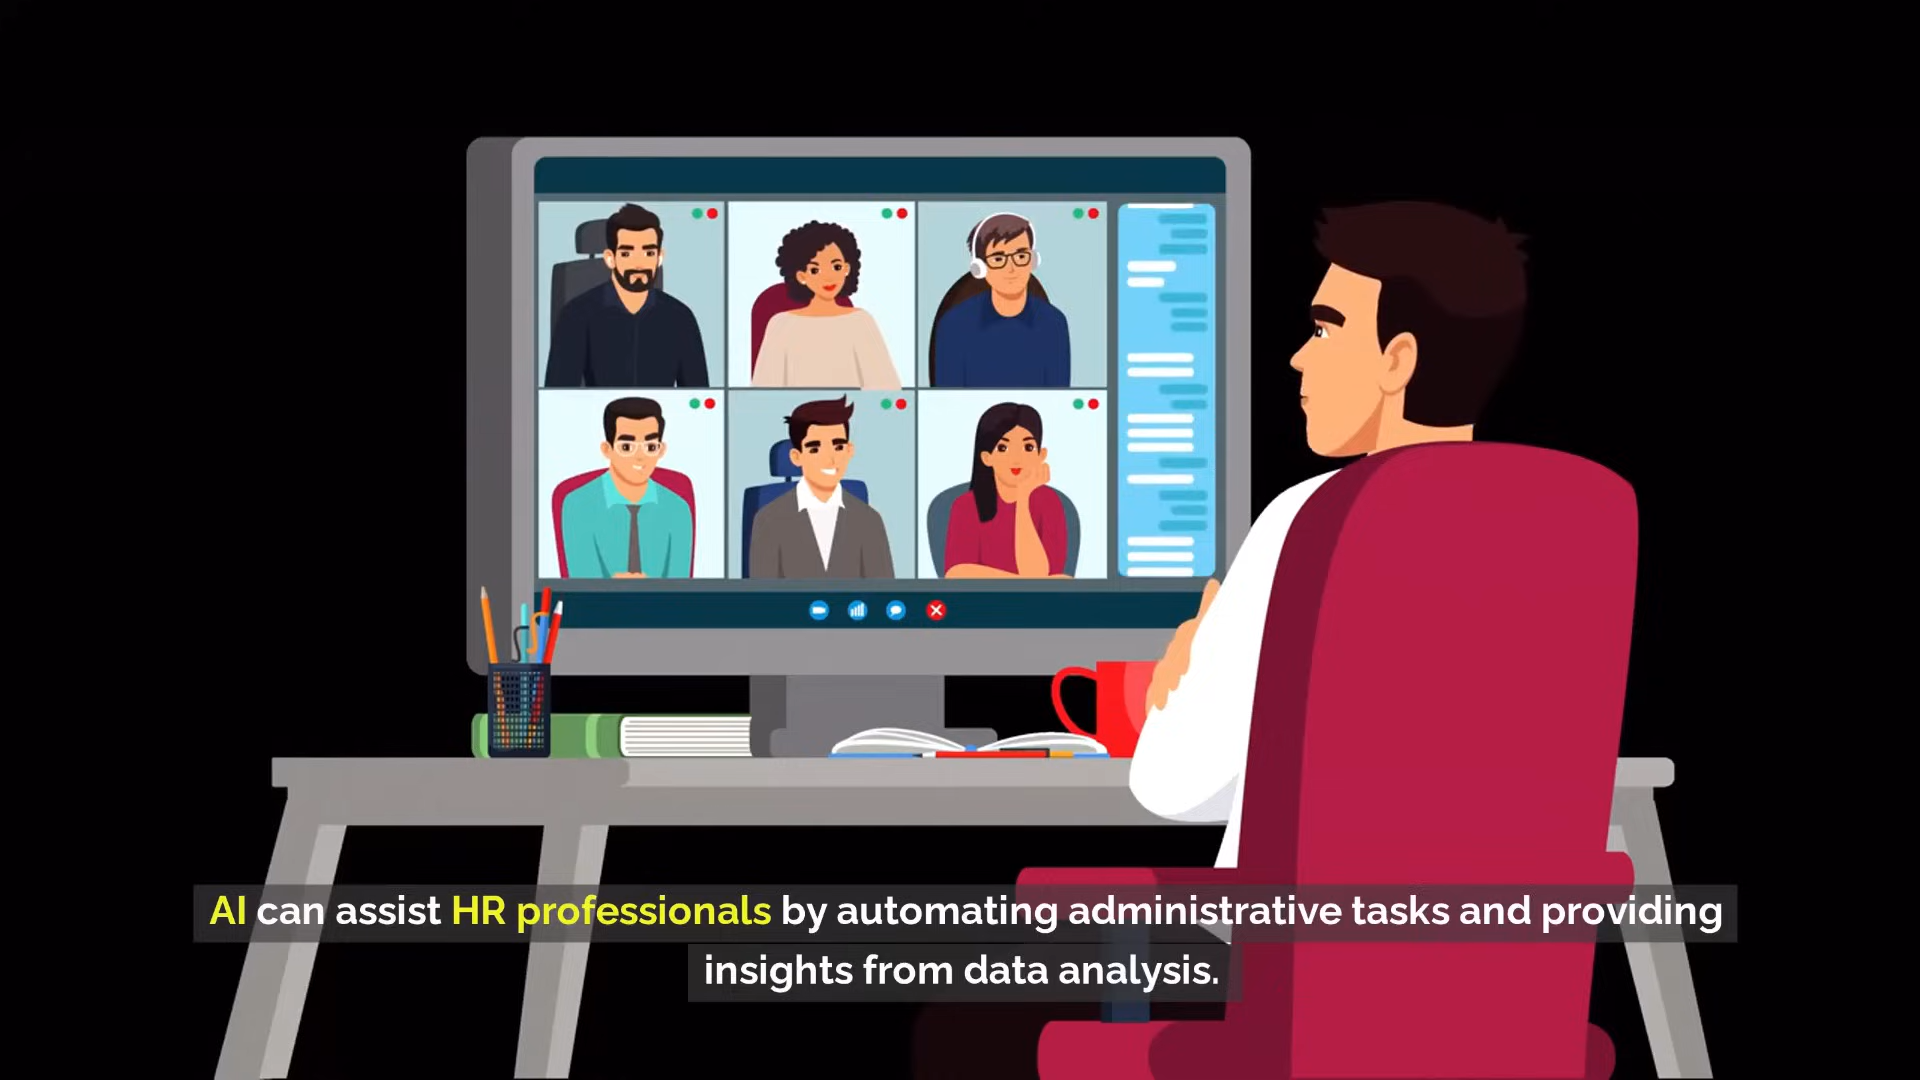 AI can assist HR professionals by automating administrative tasks and providing
insights from data analysis.